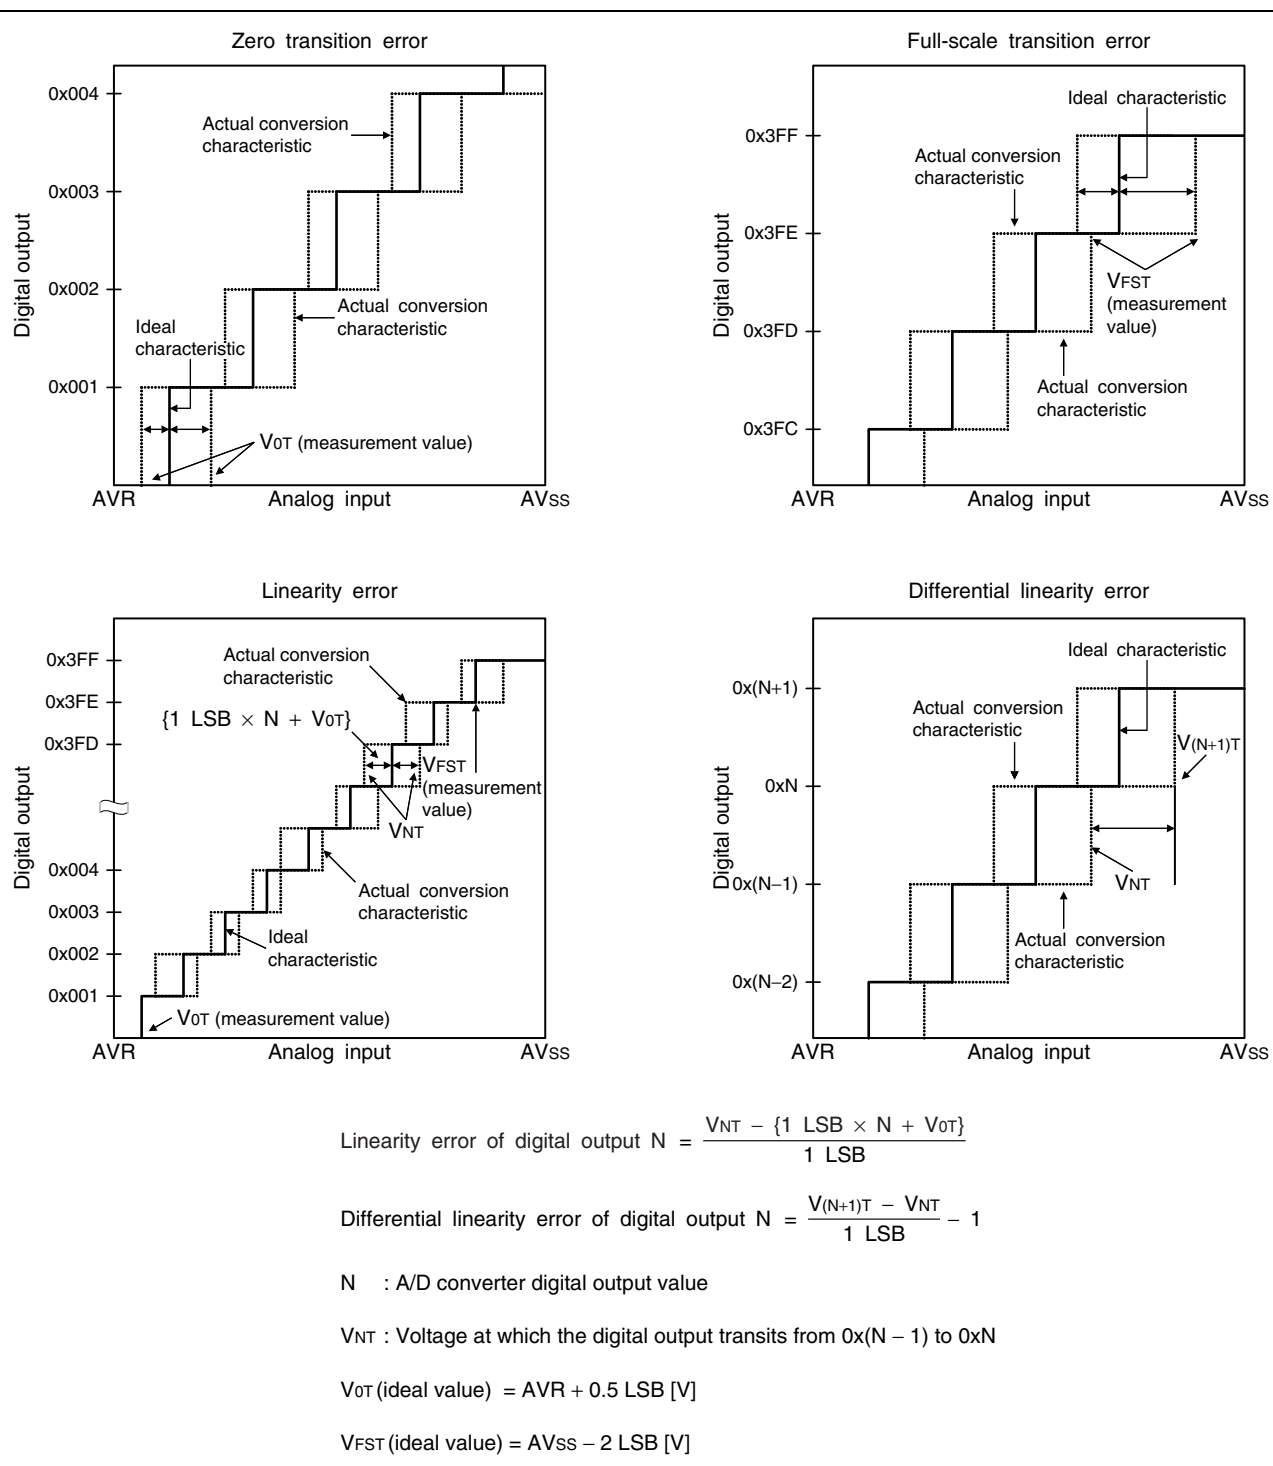 Zero transition error
0x004
0x003
0x002
0x001
Digital output
Actual conversion
characteristic
Actual conversion
characteristic
Ideal
characteristic
V0T (measurement value)
AVR
Analog input
AVss
Full-scale transition error
0x3FF
0x3FE
0x3FD
0x3FC
Digital output
Ideal characteristic
Actual conversion
characteristic
VFST
(measurement
value)
Actual conversion
characteristic
AVR
Analog input
AVss
Linearity error
0x3FF
0x3FE
0x3FD
0x004
0x003
0x002
0x001
Digital output
Actual conversion
characteristic
{1 LSB × N + V0T}
VFST
(measurement
value)
VNT
Actual conversion
characteristic
Ideal
characteristic
V0T (measurement value)
AVR
Analog input
AVss
Differential linearity error
0x(N+1)
0xN
0x(N−1)
0x(N−2)
Digital output
Ideal characteristic
Actual conversion
characteristic
V(N+1)T
VNT
Actual conversion
characteristic
AVR
Analog input
AVss
Linearity error of digital output N = VNT − {1 LSB × N + V0T}
1 LSB
Differential linearity error of digital output N = V(N+1)T − VNT
1 LSB − 1
N : A/D converter digital output value
VNT : Voltage at which the digital output transits from 0x(N − 1) to 0xN
V0T (ideal value) = AVR + 0.5 LSB [V]
VFST (ideal value) = AVss − 2 LSB [V]